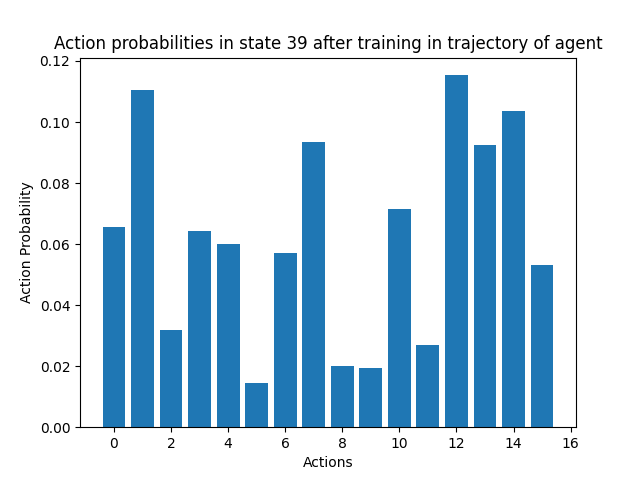 Action probabilities in state 39 after training in trajectory of agent
0.12
0.10
0.08
0.06
0.04
0.02
0.00
Action Probability
0 2 4 6 8 10 12 14 16
Actions